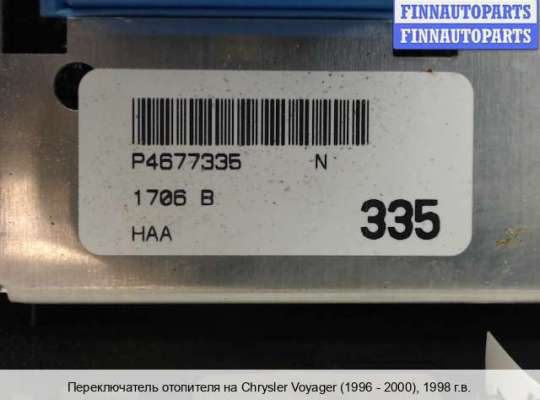 FINNAUTOPARTS
FINNAUTOPARTS
P4677335 N
1706 B
HAA 335
Переключатель отопителя на Chrysler Voyager (1996 - 2000), 1998 г.в.